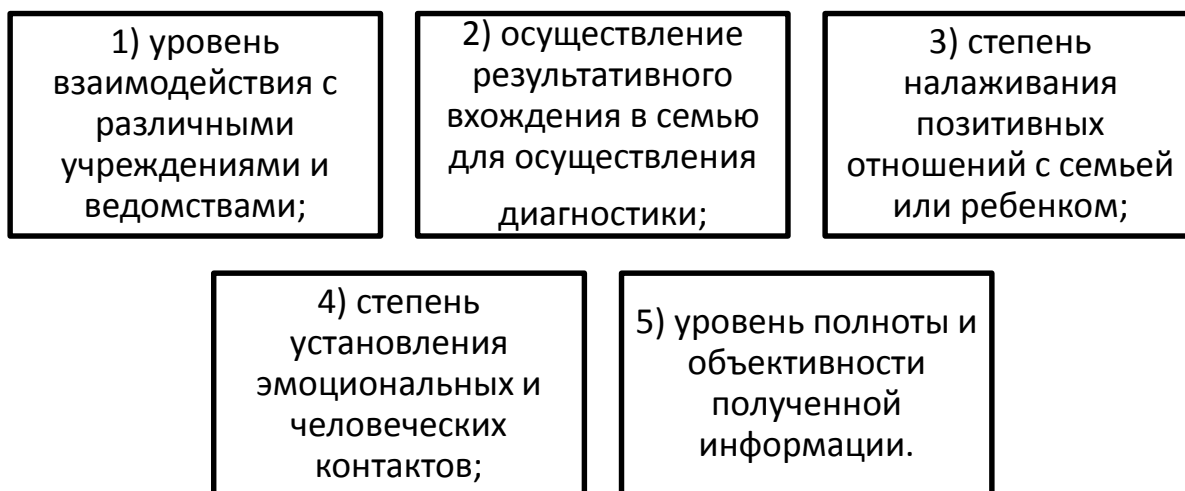 1) уровень
взаимодействия с
различными
учреждениями и
ведомствами;
2) осуществление
результативного
вхождения в семью
для осуществления
диагностики;
3) степень
налаживания
позитивных
отношений с семьей
или ребенком;
4) степень
установления
эмоциональных и
человеческих
контактов;
5) уровень полноты и
объективности
полученной
информации.